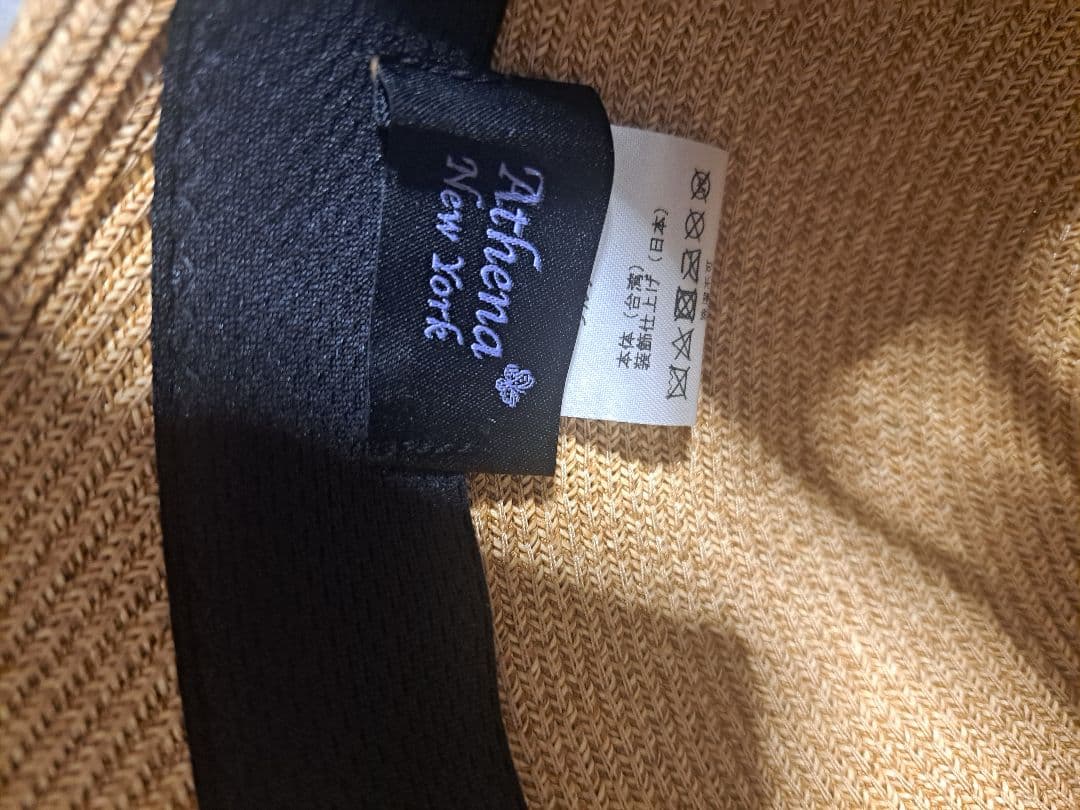 Athena
New York
本体（台湾）
装飾仕上げ（日本）